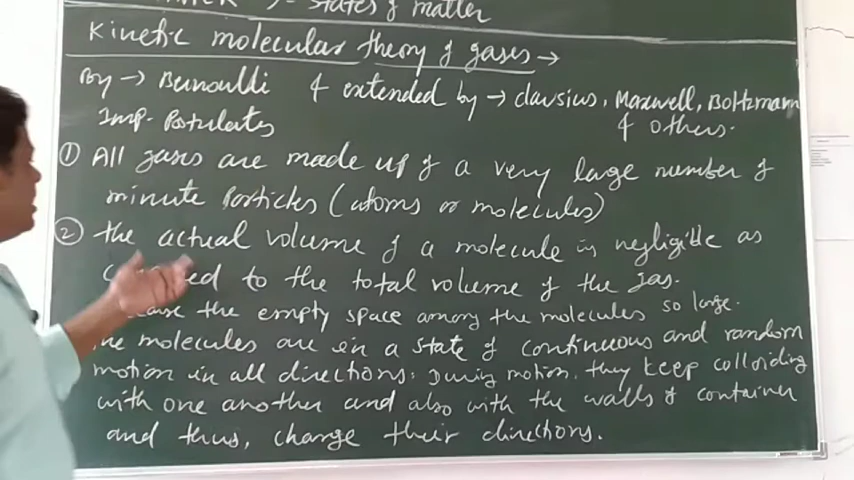 States of matter
Kinetic molecular theory of gases →
By → Bernoulli & extended by → Clausius, Maxwell, Boltzmann
& others.
Imp. Postulates
① All gases are made up of a very large number of
minute Particles (atoms or molecules)
② the actual volume of a molecule is negligible as
to the total volume of the gas.
the empty space among the molecules so large.
molecules are in a state of continuous and random
motion in all directions. During motion, they keep colloiding
with one another and also with the walls of container
and thus, change their directions.